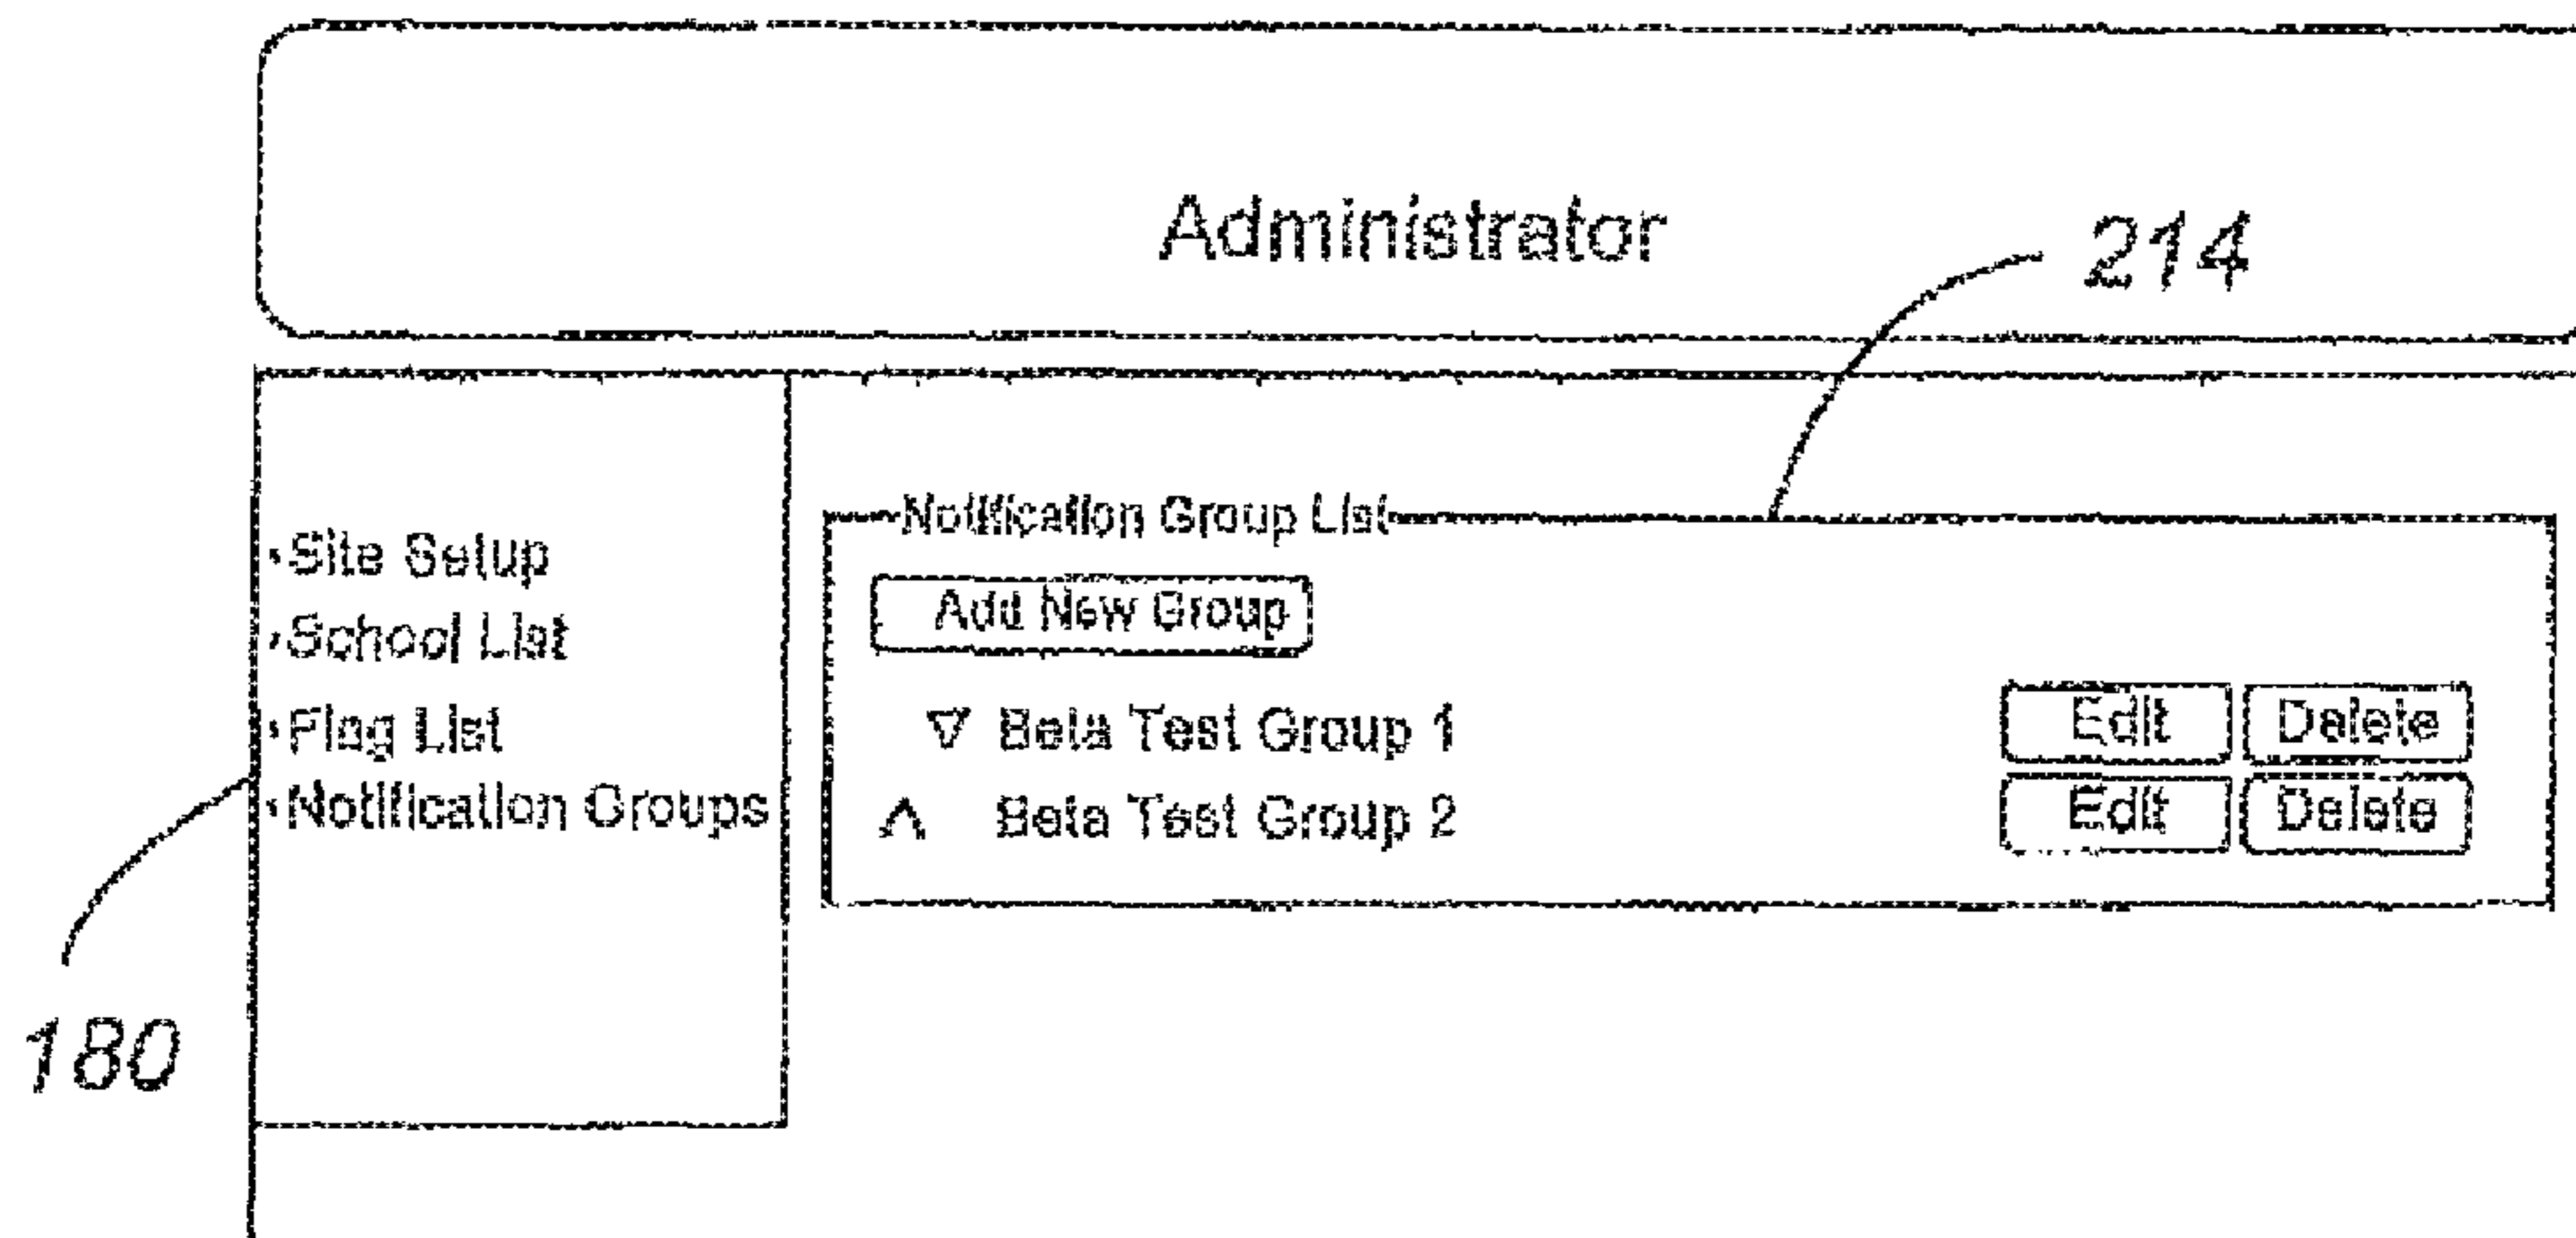 Administrator
214
Notification Group List
·Site Setup
Add New Group
·School List
▽ Beta Test Group 1 Edit Delete
·Flag List
·Notification Groups
∧ Beta Test Group 2 Edit Delete
180